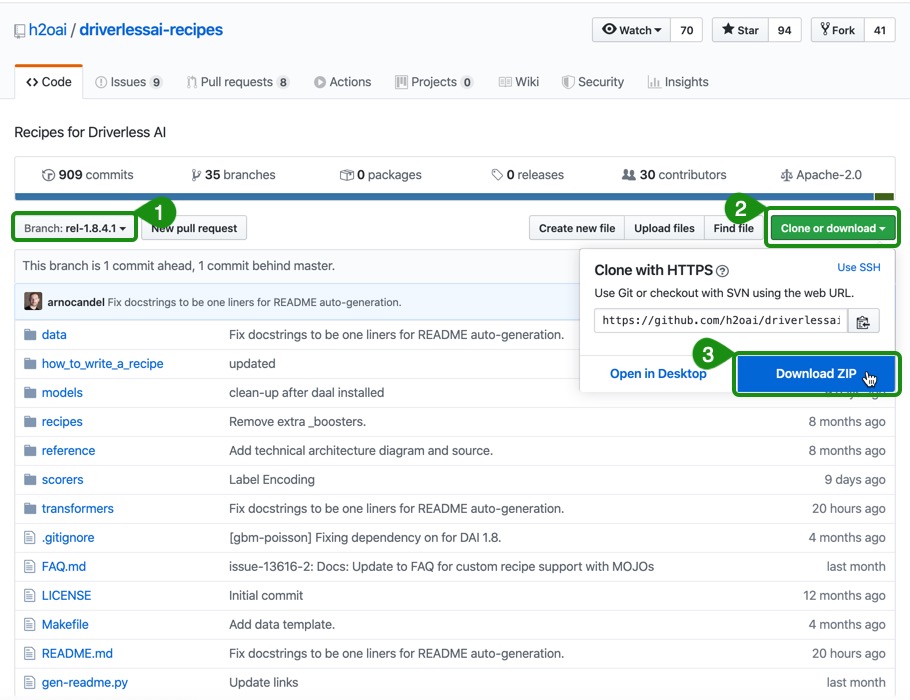 h2oai / driverlessai-recipes
Watch 70 Star 94 Fork 41
Code Issues 9 Pull requests 8 Actions Projects 0 Wiki Security Insights
Recipes for Driverless AI
909 commits 35 branches 0 packages 0 releases 30 contributors Apache-2.0
1 2
Branch: rel-1.8.4.1 New pull request Create new file Upload files Find file Clone or download
This branch is 1 commit ahead, 1 commit behind master.
Clone with HTTPS ? Use SSH
Use Git or checkout with SVN using the web URL.
arnocandel Fix docstrings to be one liners for README auto-generation.
https://github.com/h2oai/driverlessai
data Fix docstrings to be one liners for README auto-generation.
3
how_to_write_a_recipe updated
Open in Desktop Download ZIP
models clean-up after daal installed
recipes Remove extra _boosters. 8 months ago
reference Add technical architecture diagram and source. 8 months ago
scorers Label Encoding 9 days ago
transformers Fix docstrings to be one liners for README auto-generation. 20 hours ago
.gitignore [gbm-poisson] Fixing dependency on for DAI 1.8. 4 months ago
FAQ.md issue-13616-2: Docs: Update to FAQ for custom recipe support with MOJOs last month
LICENSE Initial commit 12 months ago
Makefile Add data template. 4 months ago
README.md Fix docstrings to be one liners for README auto-generation. 20 hours ago
gen-readme.py Update links last month